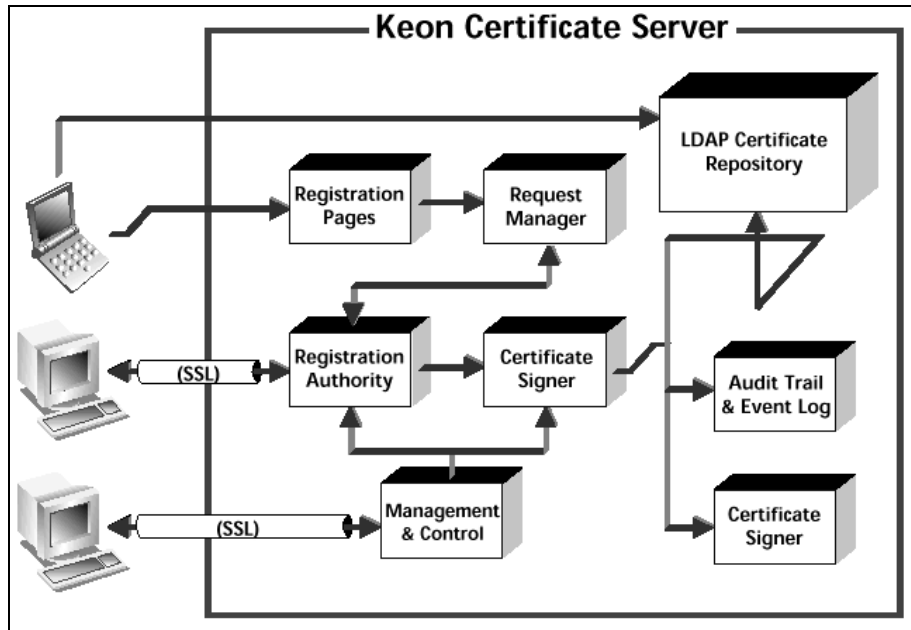 Keon Certificate Server
LDAP Certificate
Repository
Registration
Pages
Request
Manager
(SSL)
Registration
Authority
Certificate
Signer
Audit Trail
& Event Log
(SSL)
Management
& Control
Certificate
Signer